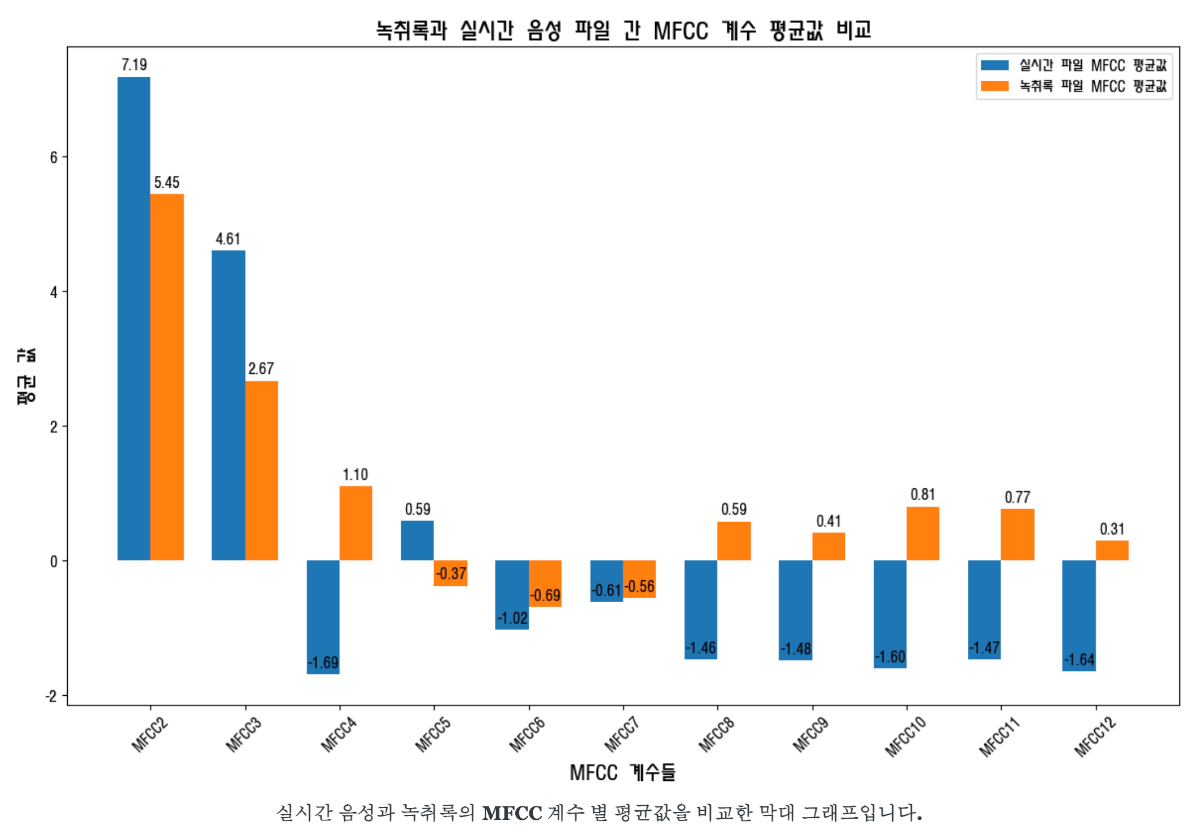 녹취록과 실시간 음성 파일 간 MFCC 계수 평균값 비교
실시간 파일 MFCC 평균값
녹취록 파일 MFCC 평균값
평균 값
6
4
2
0
-2
7.19
5.45
4.61
2.67
-1.69
1.10
0.59
-0.37
-1.02
-0.69
-0.61
-0.56
-1.46
0.59
-1.48
0.41
-1.60
0.81
-1.47
0.77
-1.64
0.31
MFCC2
MFCC3
MFCC4
MFCC5
MFCC6
MFCC7
MFCC8
MFCC9
MFCC10
MFCC11
MFCC12
MFCC 계수들
실시간 음성과 녹취록의 MFCC 계수 별 평균값을 비교한 막대 그래프입니다.